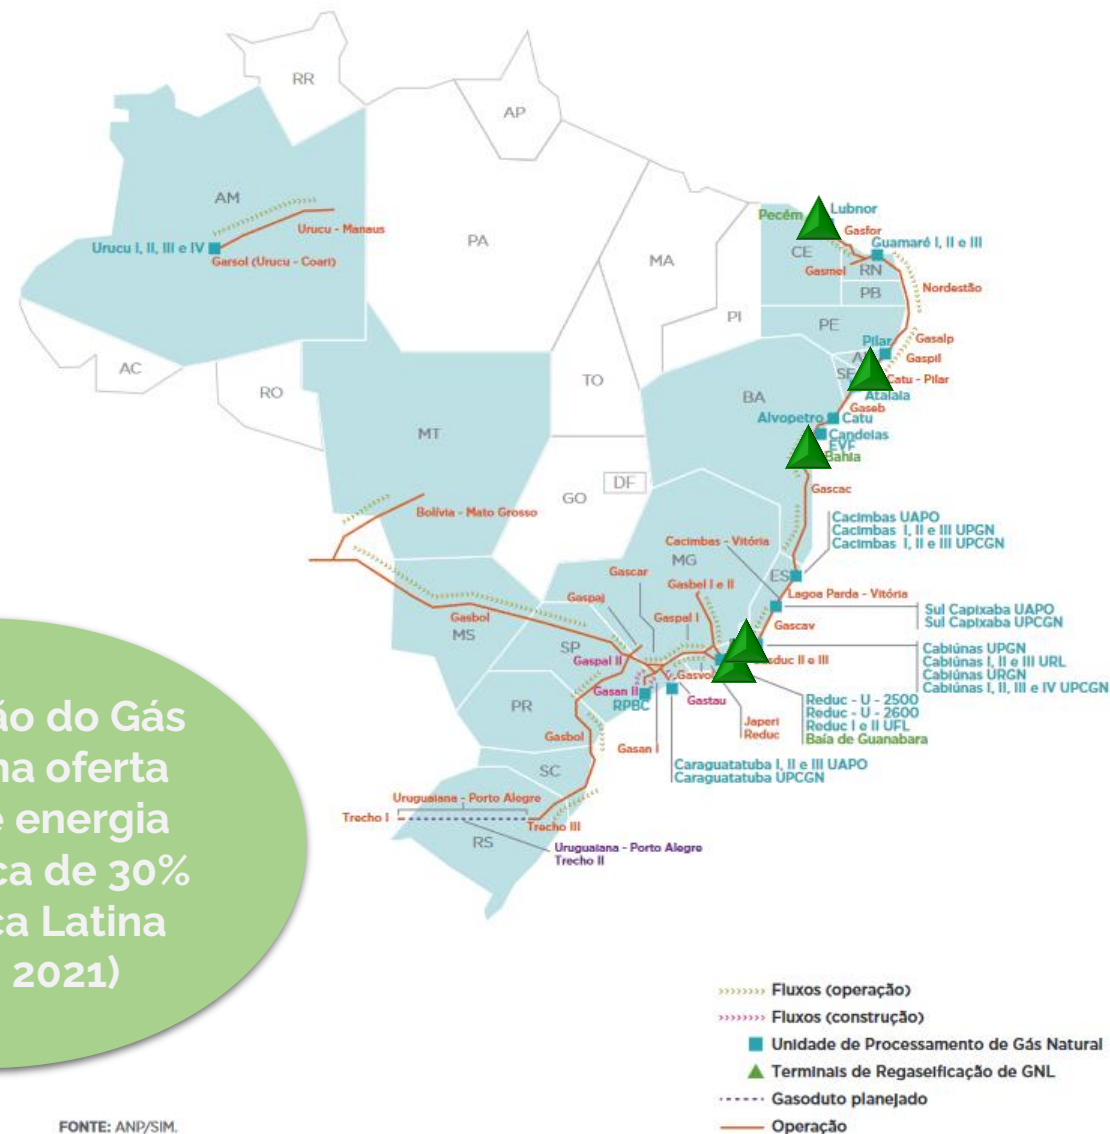 RR
AP
AM
Urucu - Manaus
Urucu I, II, III e IV
Garsol (Urucu - Coari)
PA
MA
Pecém
Lubnor
Gasfor
CE
Guamaré I, II e III
Gasmel
RN
Nordestão
PB
PI
PE
Gasalp
Pilar
Gaspil
AC
RO
TO
SE
Catu - Pilar
Atalaia
BA
Gaseb
Alvopetro
Catu
Candeias
EVF
Bahia
MT
DF
GO
Gascac
Bolívia - Mato Grosso
Cacimbas UAPO
Cacimbas I, II e III UPGN
Cacimbas I, II e III UPCGN
Cacimbas - Vitória
MG
ES
Gascar
Gasbel I e II
Gaspaj
Lagoa Parda - Vitória
Sul Capixaba UAPO
Sul Capixaba UPCGN
Gasbol
Gaspal I
Gascav
MS
SP
Gaspal II
Cabiúnas UPGN
Cabiúnas I, II e III URL
Cabiúnas URGN
Cabiúnas I, II, III e IV UPCGN
II e III
Gasvol
Gasan II
RPBC
Gastau
PR
Reduc - U - 2500
Reduc - U - 2600
Reduc I e II UFL
Baía de Guanabara
Japeri
Reduc
Gasbol
Gasan I
Caraguatatuba I, II e III UAPO
Caraguatatuba UPCGN
SC
Uruguaiana - Porto Alegre
Trecho I
Trecho III
RS
Uruguaiana - Porto Alegre
Trecho II
ão do Gás
na oferta
e energia
ca de 30%
ca Latina
2021)
Fluxos (operação)
Fluxos (construção)
Unidade de Processamento de Gás Natural
Terminais de Regaseificação de GNL
Gasoduto planejado
Operação
FONTE: ANP/SIM.